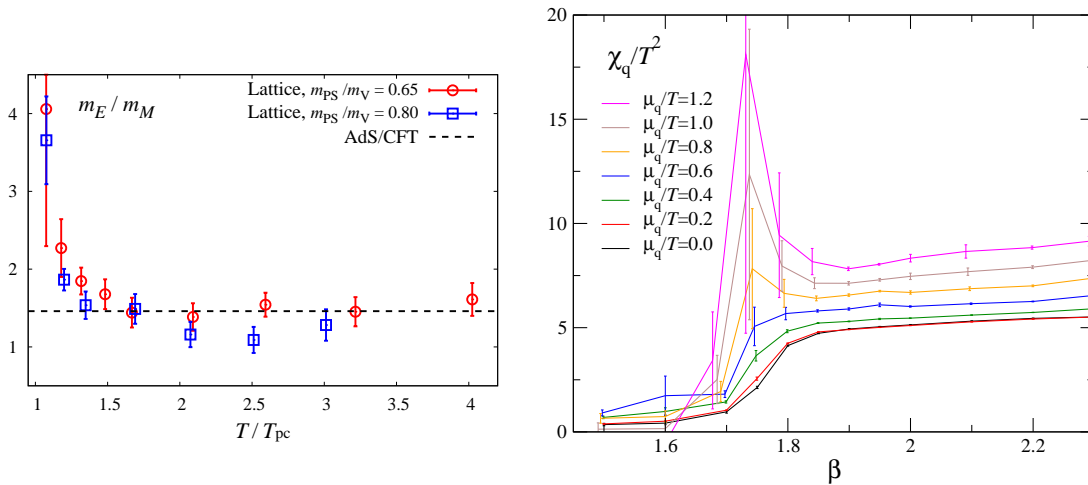 m_E / m_M
Lattice, m_PS / m_V = 0.65
Lattice, m_PS / m_V = 0.80
AdS/CFT
4
3
2
1
1 1.5 2 2.5 3 3.5 4
T / T_pc
χ_q/T^2
μ_q/T=1.2
μ_q/T=1.0
μ_q/T=0.8
μ_q/T=0.6
μ_q/T=0.4
μ_q/T=0.2
μ_q/T=0.0
20
15
10
5
0
1.6 1.8 2 2.2
β